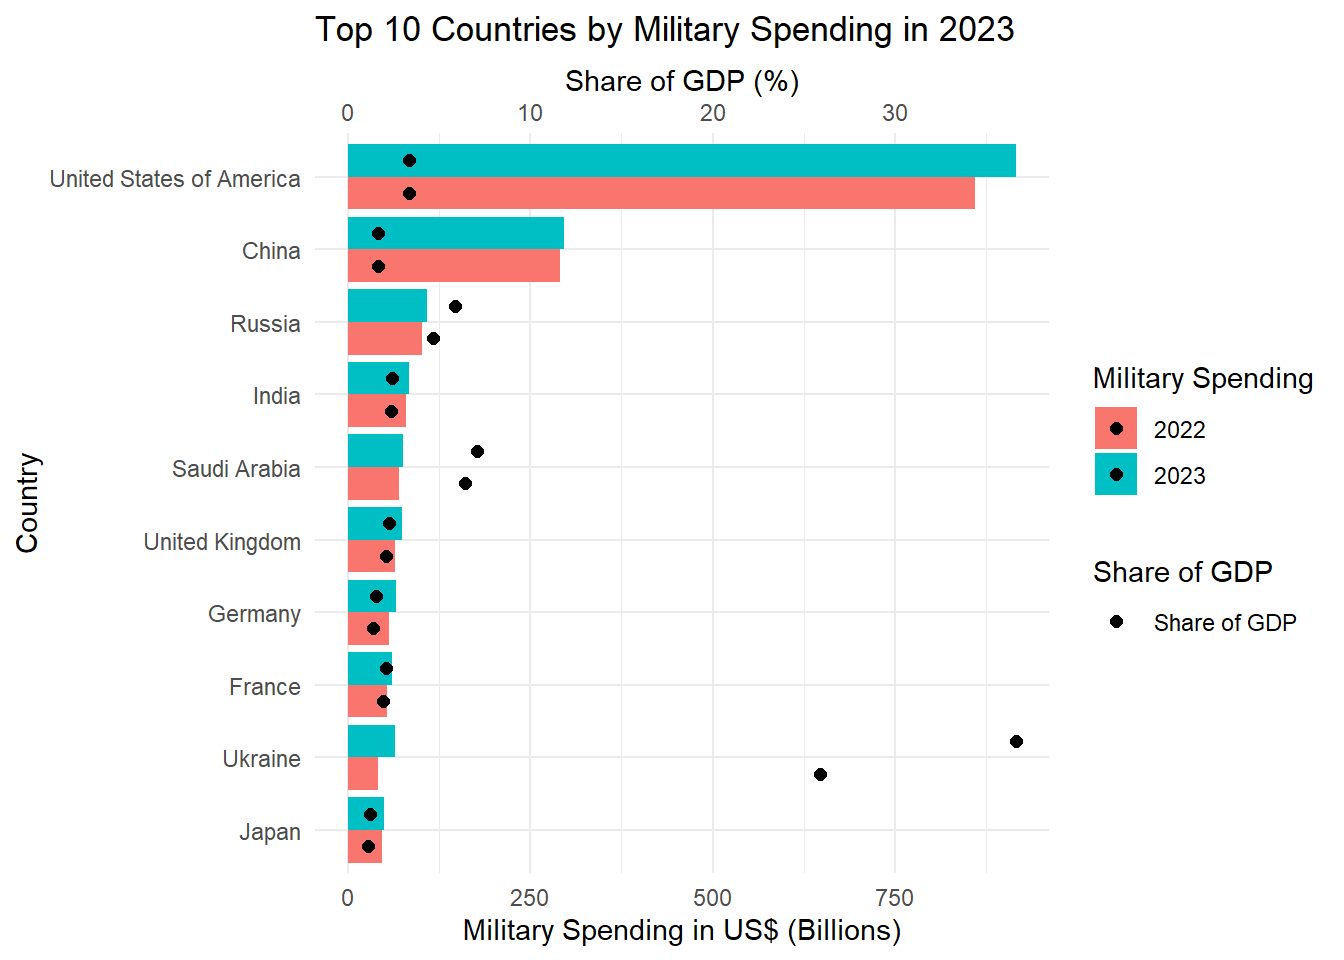 Top 10 Countries by Military Spending in 2023
Share of GDP (%)
0 10 20 30
United States of America
China
Russia
India
Saudi Arabia
United Kingdom
Germany
France
Ukraine
Japan
Country
0 250 500 750
Military Spending in US$ (Billions)
Military Spending
2022
2023
Share of GDP
Share of GDP